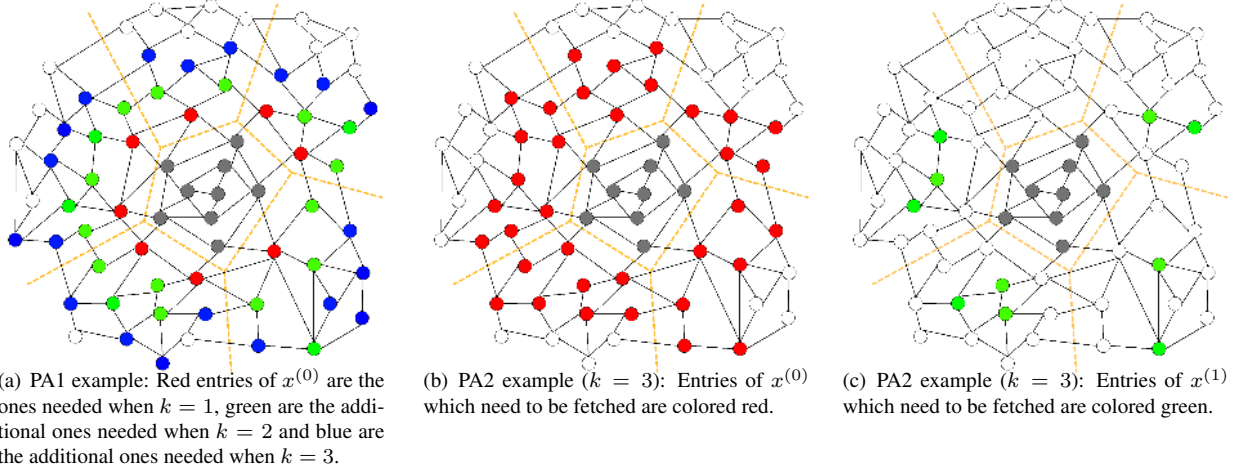 (a) PA1 example: Red entries of x^(0) are the
ones needed when k = 1, green are the addi-
tional ones needed when k = 2 and blue are
the additional ones needed when k = 3.
(b) PA2 example (k = 3): Entries of x^(0)
which need to be fetched are colored red.
(c) PA2 example (k = 3): Entries of x^(1)
which need to be fetched are colored green.